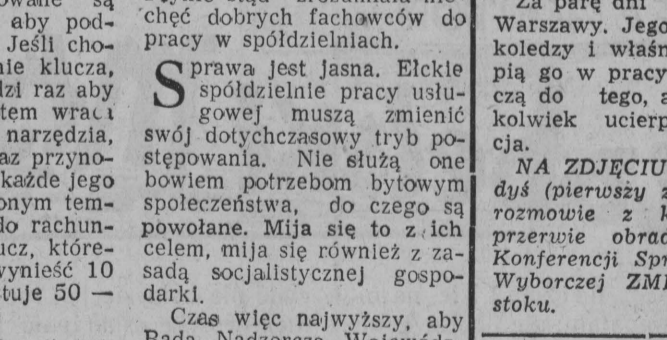 aby pod-
Jeśli cho-
nie klucza,
dzi raz aby
tem wraca
narzędzia,
az przyno-
każde jego
onym tem-
do rachun-
ucz, które-
wynieść 10
tuje 50 —
chęć dobrych fachowców do
pracy w spółdzielniach.
Sprawa jest jasna. Ełckie
spółdzielnie pracy usłu-
gowej muszą zmienić
swój dotychczasowy tryb po-
stępowania. Nie służą one
bowiem potrzebom bytowym
społeczeństwa, do czego są
powołane. Mija się to z ich
celem, mija się również z za-
sadą socjalistycznej gospo-
darki.
Czas więc najwyższy, aby
Rada Nadzorcza
Za parę dni
Warszawy. Jego
koledzy i właśn
pią go w pracy
czą do tego, a
kolwiek ucierp
cja.
NA ZDJĘCIU
dyś (pierwszy z
rozmowie z k
przerwie obrad
Konferencji Spr
Wyborczej ZM
stoku.